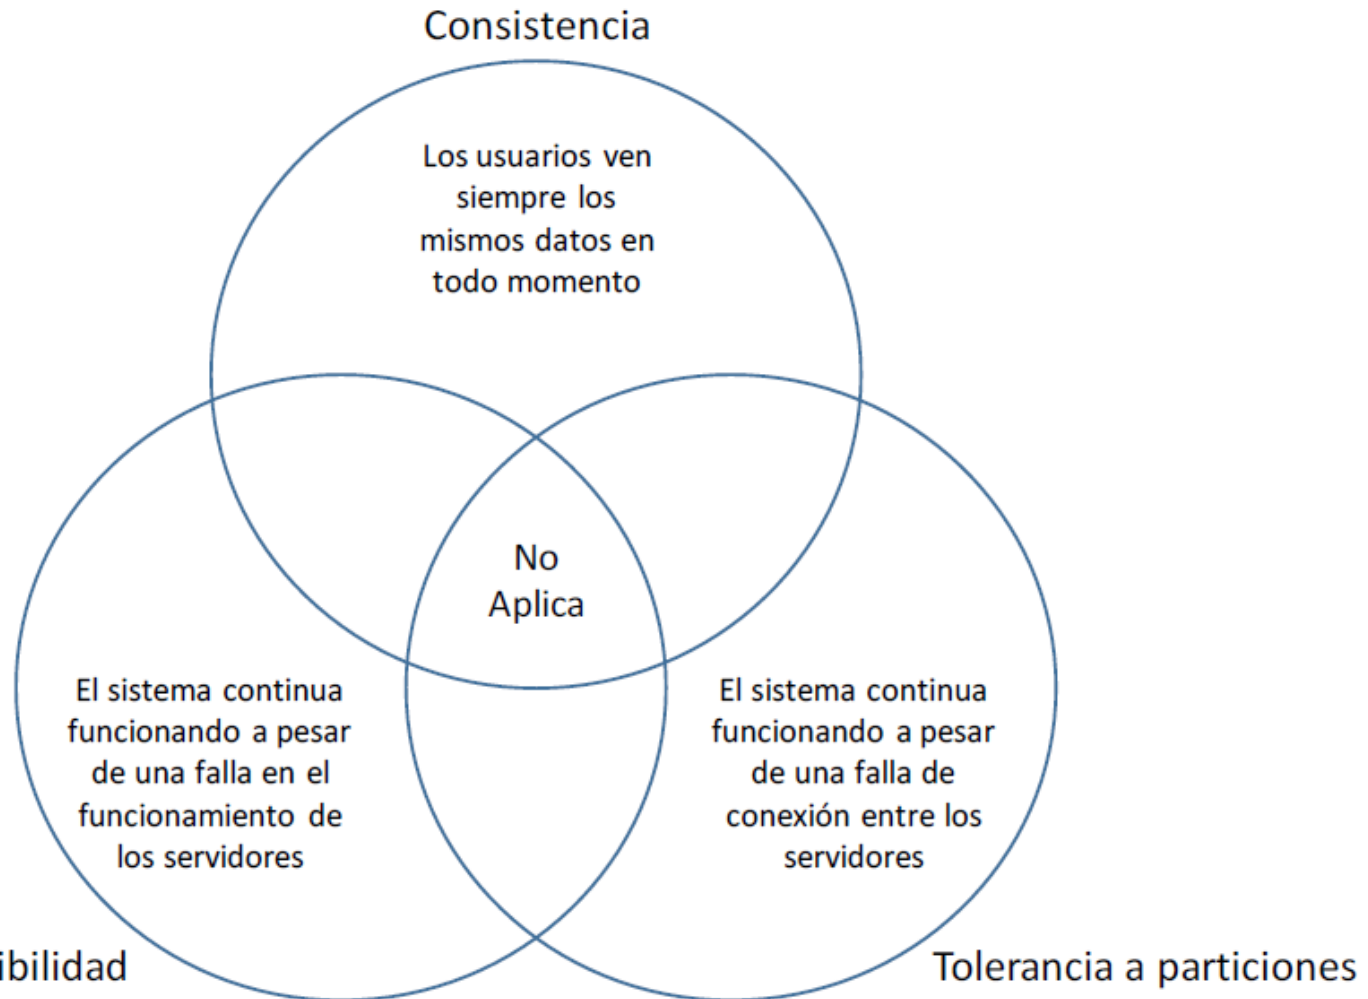 Consistencia
Los usuarios ven
siempre los
mismos datos en
todo momento
No
Aplica
El sistema continua
funcionando a pesar
de una falla en el
funcionamiento de
los servidores
El sistema continua
funcionando a pesar
de una falla de
conexión entre los
servidores
ibilidad
Tolerancia a particiones